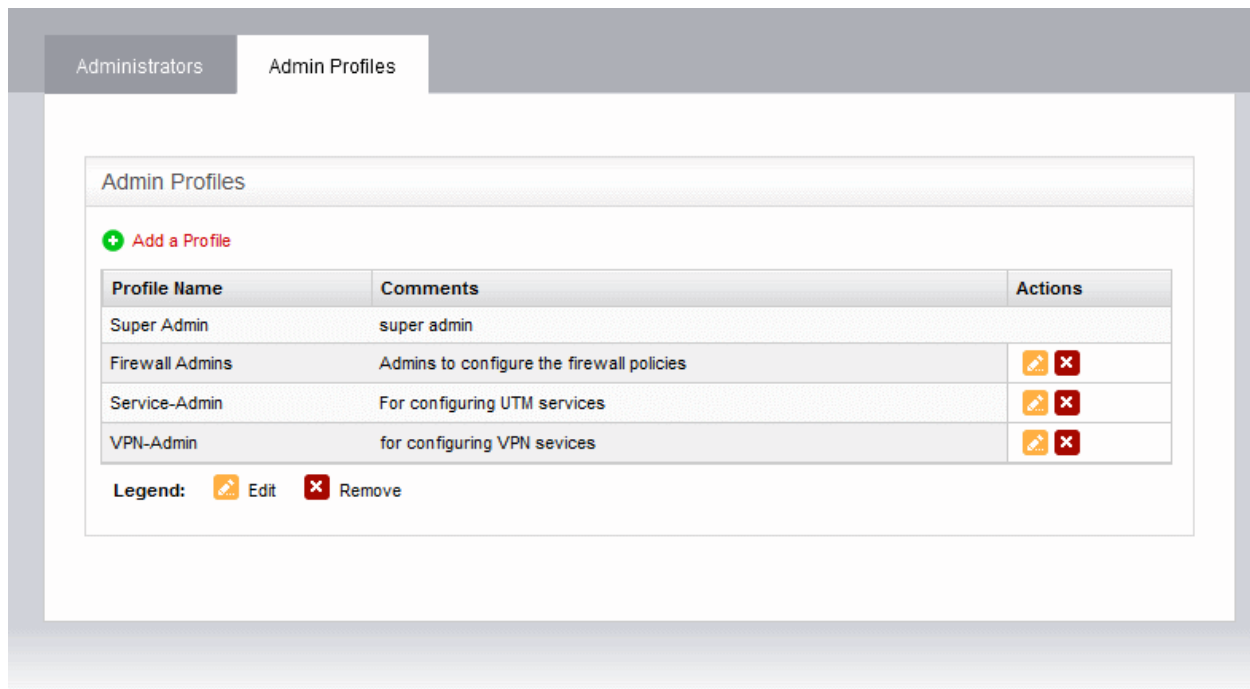 Administrators Admin Profiles
Admin Profiles
Add a Profile
Profile Name Comments Actions
Super Admin super admin
Firewall Admins Admins to configure the firewall policies
Service-Admin For configuring UTM services
VPN-Admin for configuring VPN sevices
Legend: Edit Remove